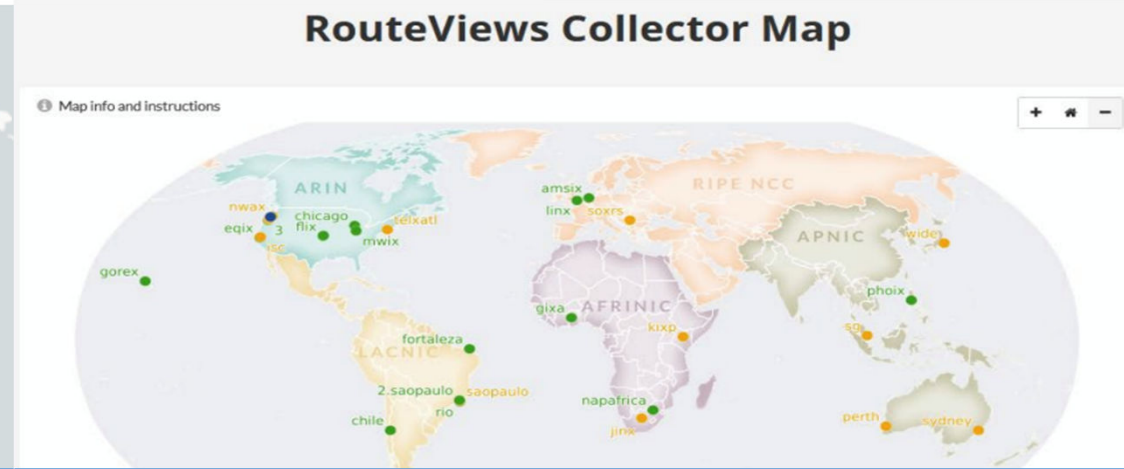 RouteViews Collector Map
Map info and instructions
+ −
ARIN
RIPE NCC
amsix
nwax
chicago
linx
soxrs
telxatl
eqix
3
flix
wide
APNIC
mwix
isc
gorex
phoix
gixa
AFRINIC
kixp
sg
fortaleza
LACNIC
2.saopaulo
saopaulo
napafrica
rio
chile
perth
sydney
jinx